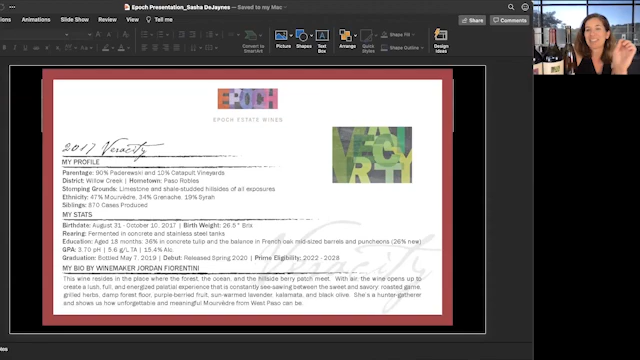 Epoch Presentation_Sasha DeJaynes — Saved to my Mac
Animations Slide Show Review View Tell me
Share Comments
Convert to SmartArt Picture Shapes Text Box Arrange Quick Styles Shape Fill Shape Outline Design Ideas
EPOCH
EPOCH ESTATE WINES
2017 Veracity
MY PROFILE
Parentage: 90% Paderewski and 10% Catapult Vineyards
District: Willow Creek | Hometown: Paso Robles
Stomping Grounds: Limestone and shale-studded hillsides of all exposures
Ethnicity: 47% Mourvèdre, 34% Grenache, 19% Syrah
Siblings: 870 Cases Produced
MY STATS
Birthdate: August 31 - October 10, 2017 | Birth Weight: 26.5° Brix
Rearing: Fermented in concrete and stainless steel tanks
Education: Aged 18 months: 36% in concrete tulip and the balance in French oak mid-sized barrels and puncheons (26% new)
GPA: 3.70 pH | 5.6 g/L TA | 15.4% Alc.
Graduation: Bottled May 7, 2019 | Debut: Released Spring 2020 | Prime Eligibility: 2022 - 2028
MY BIO BY WINEMAKER JORDAN FIORENTINI
This wine resides in the place where the forest, the ocean, and the hillside berry patch meet. With air, the wine opens up to
create a lush, full, and energized palatial experience that is constantly see-sawing between the sweet and savory: roasted game,
grilled herbs, damp forest floor, purple-berried fruit, sun-warmed lavender, kalamata, and black olive. She's a hunter-gatherer
and shows us how unforgettable and meaningful Mourvèdre from West Paso can be.
Veracity
VERACITY